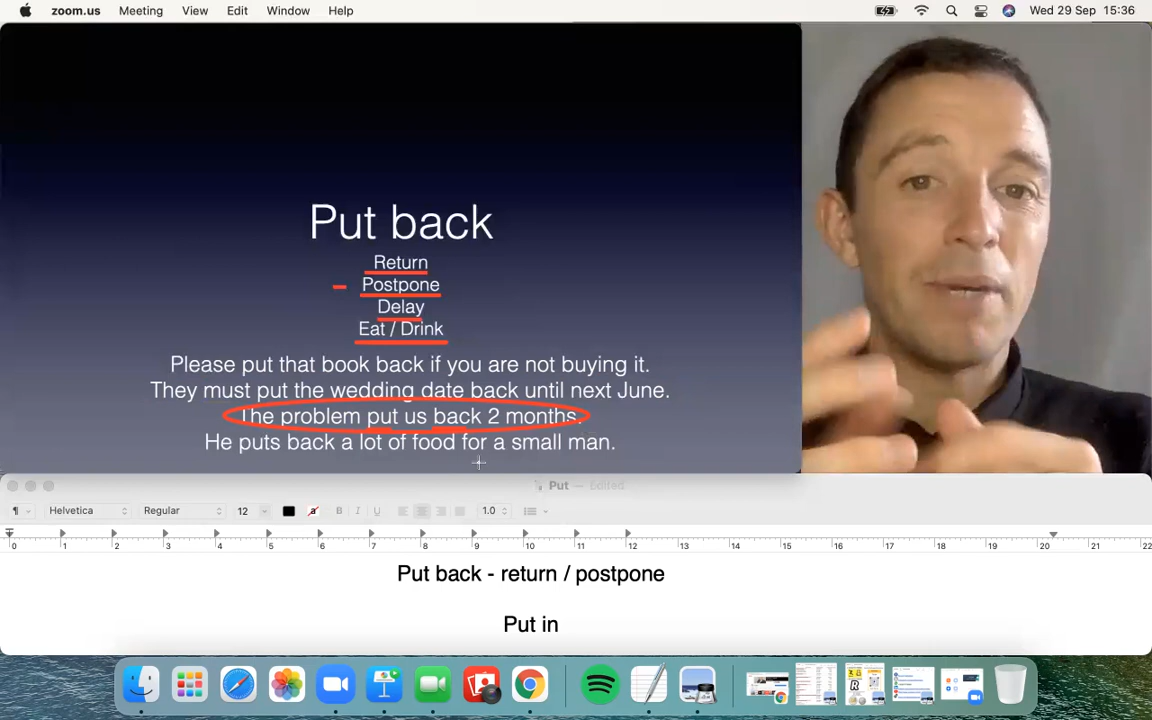 zoom.us Meeting View Edit Window Help Wed 29 Sep 15:36
Put back
Return
Postpone
Delay
Eat / Drink
Please put that book back if you are not buying it.
They must put the wedding date back until next June.
The problem put us back 2 months.
He puts back a lot of food for a small man.
Put — Edited
¶ Helvetica Regular 12 a B I U 1.0
0 1 2 3 4 5 6 7 8 9 10 11 12 13 14 15 16 17 18 19 20 21 22
Put back - return / postpone
Put in